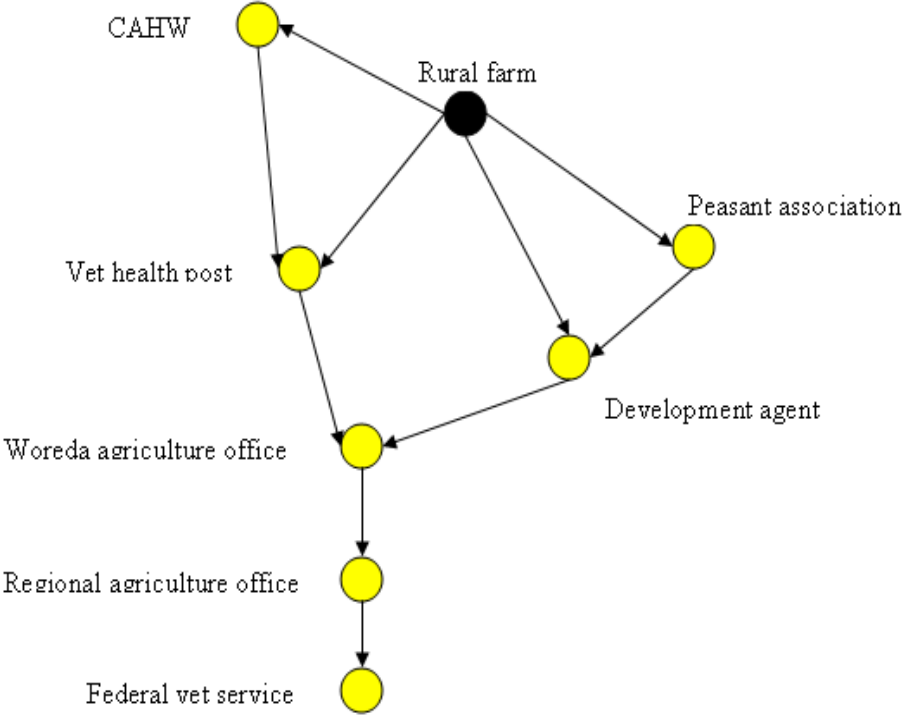 CAHW
Rural farm
Peasant association
Vet health post
Development agent
Woreda agriculture office
Regional agriculture office
Federal vet service